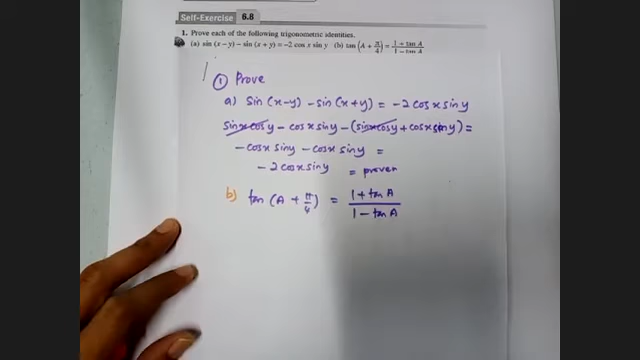 Self-Exercise 6.8
1. Prove each of the following trigonometric identities.
(a) sin (x − y) − sin (x + y) = −2 cos x sin y (b) tan (A + π/4) = (1 + tan A)/(1 − tan A)
① Prove
a) sin (x-y) - sin (x+y) = - 2 cos x sin y
sin x cos y - cos x sin y - (sin x cos y + cos x sin y) =
- cos x sin y - cos x sin y =
- 2 cos x sin y = proven
b) tan (A + π/4) = (1 + tan A)/(1 - tan A)